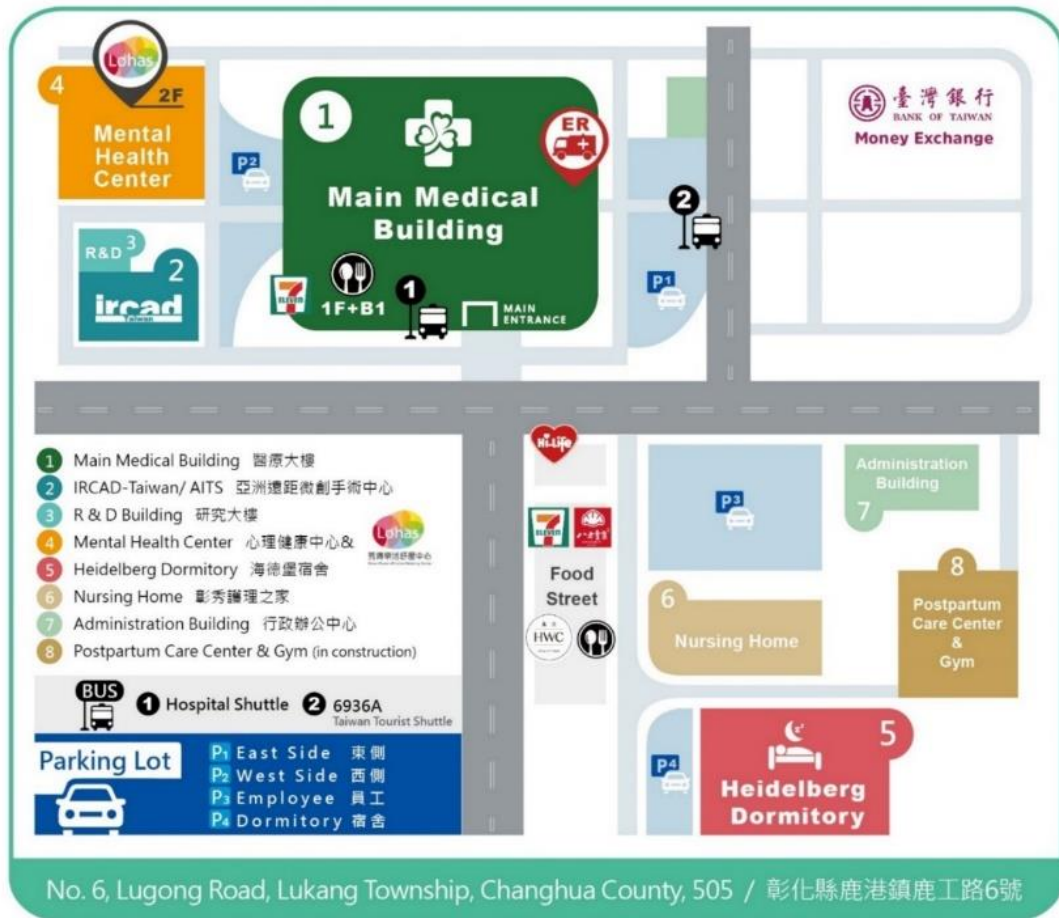 Lohas
2F
4
Mental
Health
Center
P2
1
ER
Main Medical
Building
7
ELEVEN
1F+B1
1
MAIN
ENTRANCE
2
P1
臺灣銀行
BANK OF TAIWAN
Money Exchange
R&D
3
2
ircad
Taiwan
1 Main Medical Building 醫療大樓
2 IRCAD-Taiwan/ AITS 亞洲遠距微創手術中心
3 R & D Building 研究大樓
4 Mental Health Center 心理健康中心&
Lohas
5 Heidelberg Dormitory 海德堡宿舍
6 Nursing Home 彰秀護理之家
7 Administration Building 行政辦公中心
8 Postpartum Care Center & Gym (in construction)
BUS
1 Hospital Shuttle 2 6936A
Taiwan Tourist Shuttle
Parking Lot
P1 East Side 東側
P2 West Side 西側
P3 Employee 員工
P4 Dormitory 宿舍
Hi-Life
7
ELEVEN
Food
Street
HWC
P3
Administration
Building
7
8
Postpartum
Care Center
&
Gym
6
Nursing Home
P4
5
Heidelberg
Dormitory
No. 6, Lugong Road, Lukang Township, Changhua County, 505 / 彰化縣鹿港鎮鹿工路6號